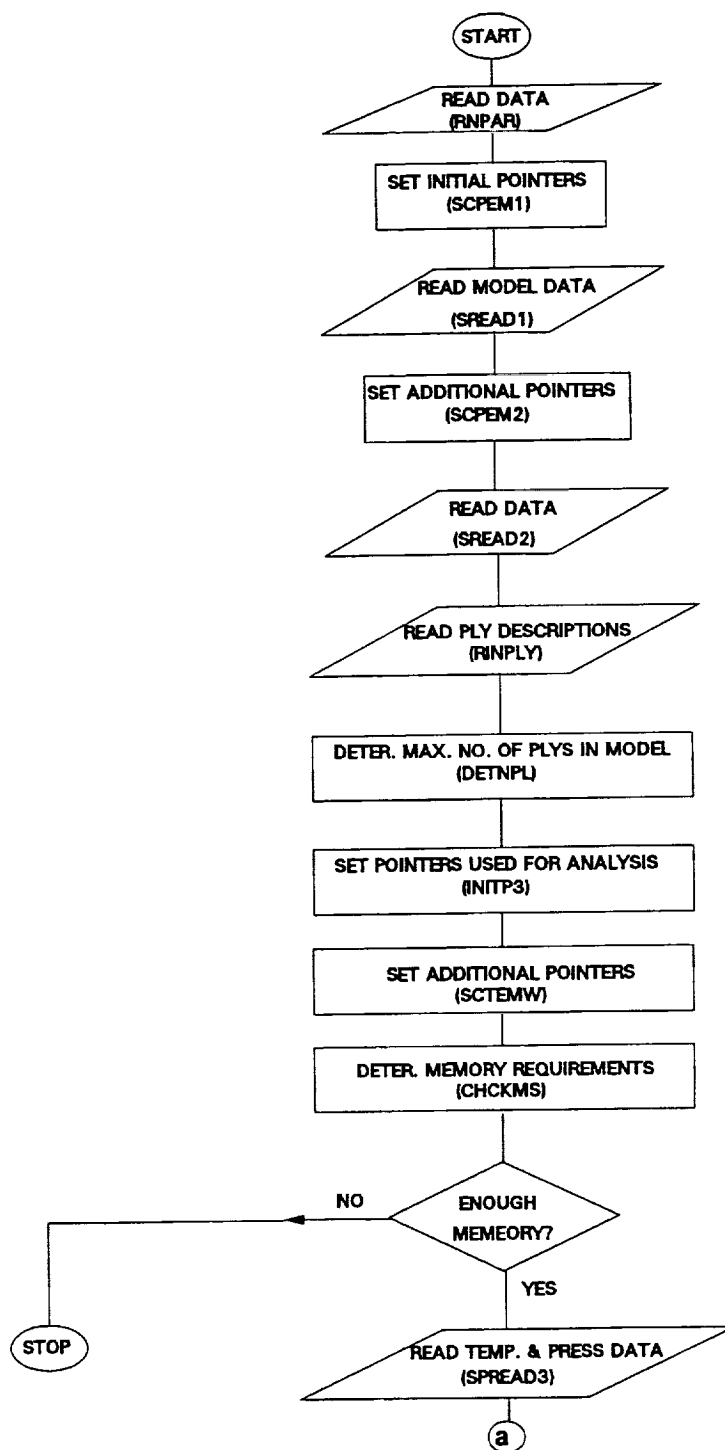 START
READ DATA
(RNPAR)
SET INITIAL POINTERS
(SCPEM1)
READ MODEL DATA
(SREAD1)
SET ADDITIONAL POINTERS
(SCPEM2)
READ DATA
(SREAD2)
READ PLY DESCRIPTIONS
(RINPLY)
DETER. MAX. NO. OF PLYS IN MODEL
(DETNPL)
SET POINTERS USED FOR ANALYSIS
(INITP3)
SET ADDITIONAL POINTERS
(SCTEMW)
DETER. MEMORY REQUIREMENTS
(CHCKMS)
NO
ENOUGH
MEMEORY?
YES
STOP
READ TEMP. & PRESS DATA
(SPREAD3)
a